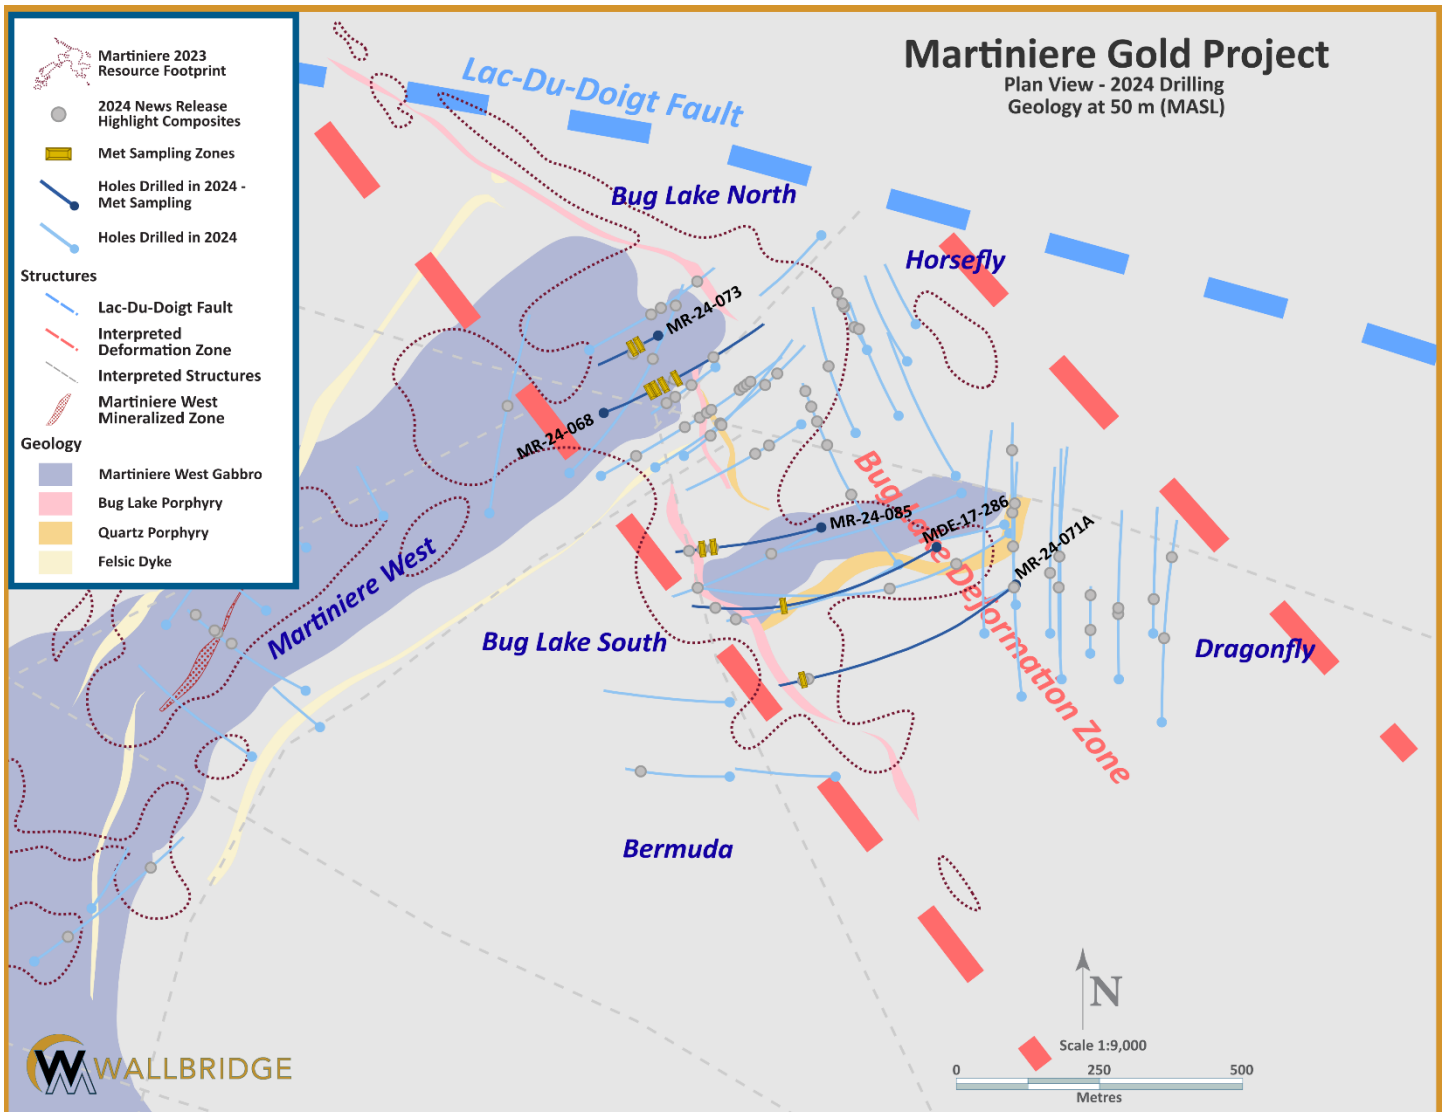 Martiniere Gold Project
Plan View - 2024 Drilling
Geology at 50 m (MASL)
Martiniere 2023
Resource Footprint
2024 News Release
Highlight Composites
Met Sampling Zones
Holes Drilled in 2024 -
Met Sampling
Holes Drilled in 2024
Structures
Lac-Du-Doigt Fault
Interpreted
Deformation Zone
Interpreted Structures
Martiniere West
Mineralized Zone
Geology
Martiniere West Gabbro
Bug Lake Porphyry
Quartz Porphyry
Felsic Dyke
Lac-Du-Doigt Fault
Bug Lake North
Horsefly
MR-24-073
MR-24-068
MR-24-085
MDE-17-286
MR-24-071A
Bug Lake Deformation Zone
Martiniere West
Bug Lake South
Dragonfly
Bermuda
N
Scale 1:9,000
0 250 500
Metres
WALLBRIDGE